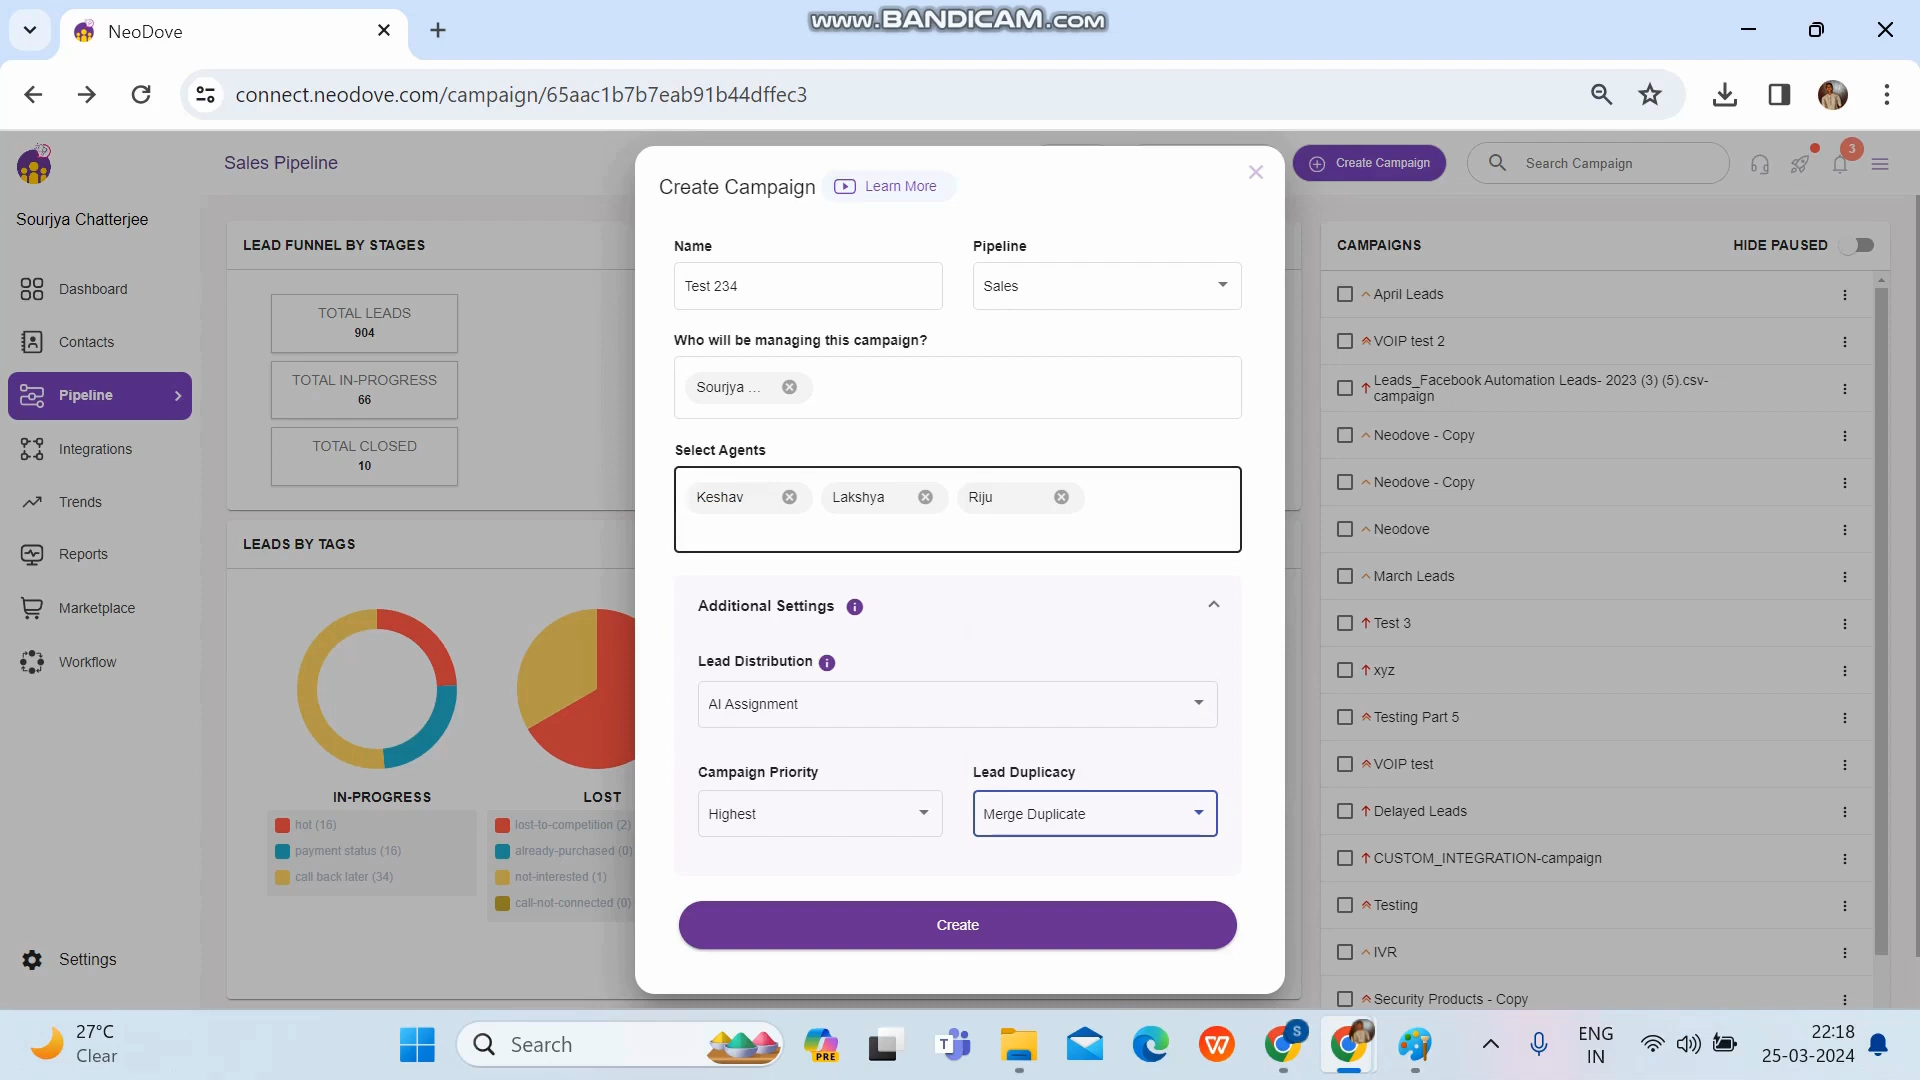 NeoDove
www.BANDICAM.com
connect.neodove.com/campaign/65aac1b7b7eab91b44dffec3
Sales Pipeline
Create Campaign
Search Campaign
3
Sourjya Chatterjee
Dashboard
Contacts
Pipeline
Integrations
Trends
Reports
Marketplace
Workflow
Settings
LEAD FUNNEL BY STAGES
TOTAL LEADS
904
TOTAL IN-PROGRESS
66
TOTAL CLOSED
10
LEADS BY TAGS
IN-PROGRESS
hot (16)
payment status (16)
call back later (34)
LOST
lost-to-competition (2)
already-purchased (0)
not-interested (1)
call-not-connected (0)
Create Campaign
Learn More
Name
Pipeline
Test 234
Sales
Who will be managing this campaign?
Sourjya ...
Select Agents
Keshav
Lakshya
Riju
Additional Settings
Lead Distribution
AI Assignment
Campaign Priority
Lead Duplicacy
Highest
Merge Duplicate
Create
CAMPAIGNS
HIDE PAUSED
April Leads
VOIP test 2
Leads_Facebook Automation Leads- 2023 (3) (5).csv-
campaign
Neodove - Copy
Neodove - Copy
Neodove
March Leads
Test 3
xyz
Testing Part 5
VOIP test
Delayed Leads
CUSTOM_INTEGRATION-campaign
Testing
IVR
Security Products - Copy
27°C
Clear
Search
PRE
T
W
S
ENG
IN
22:18
25-03-2024